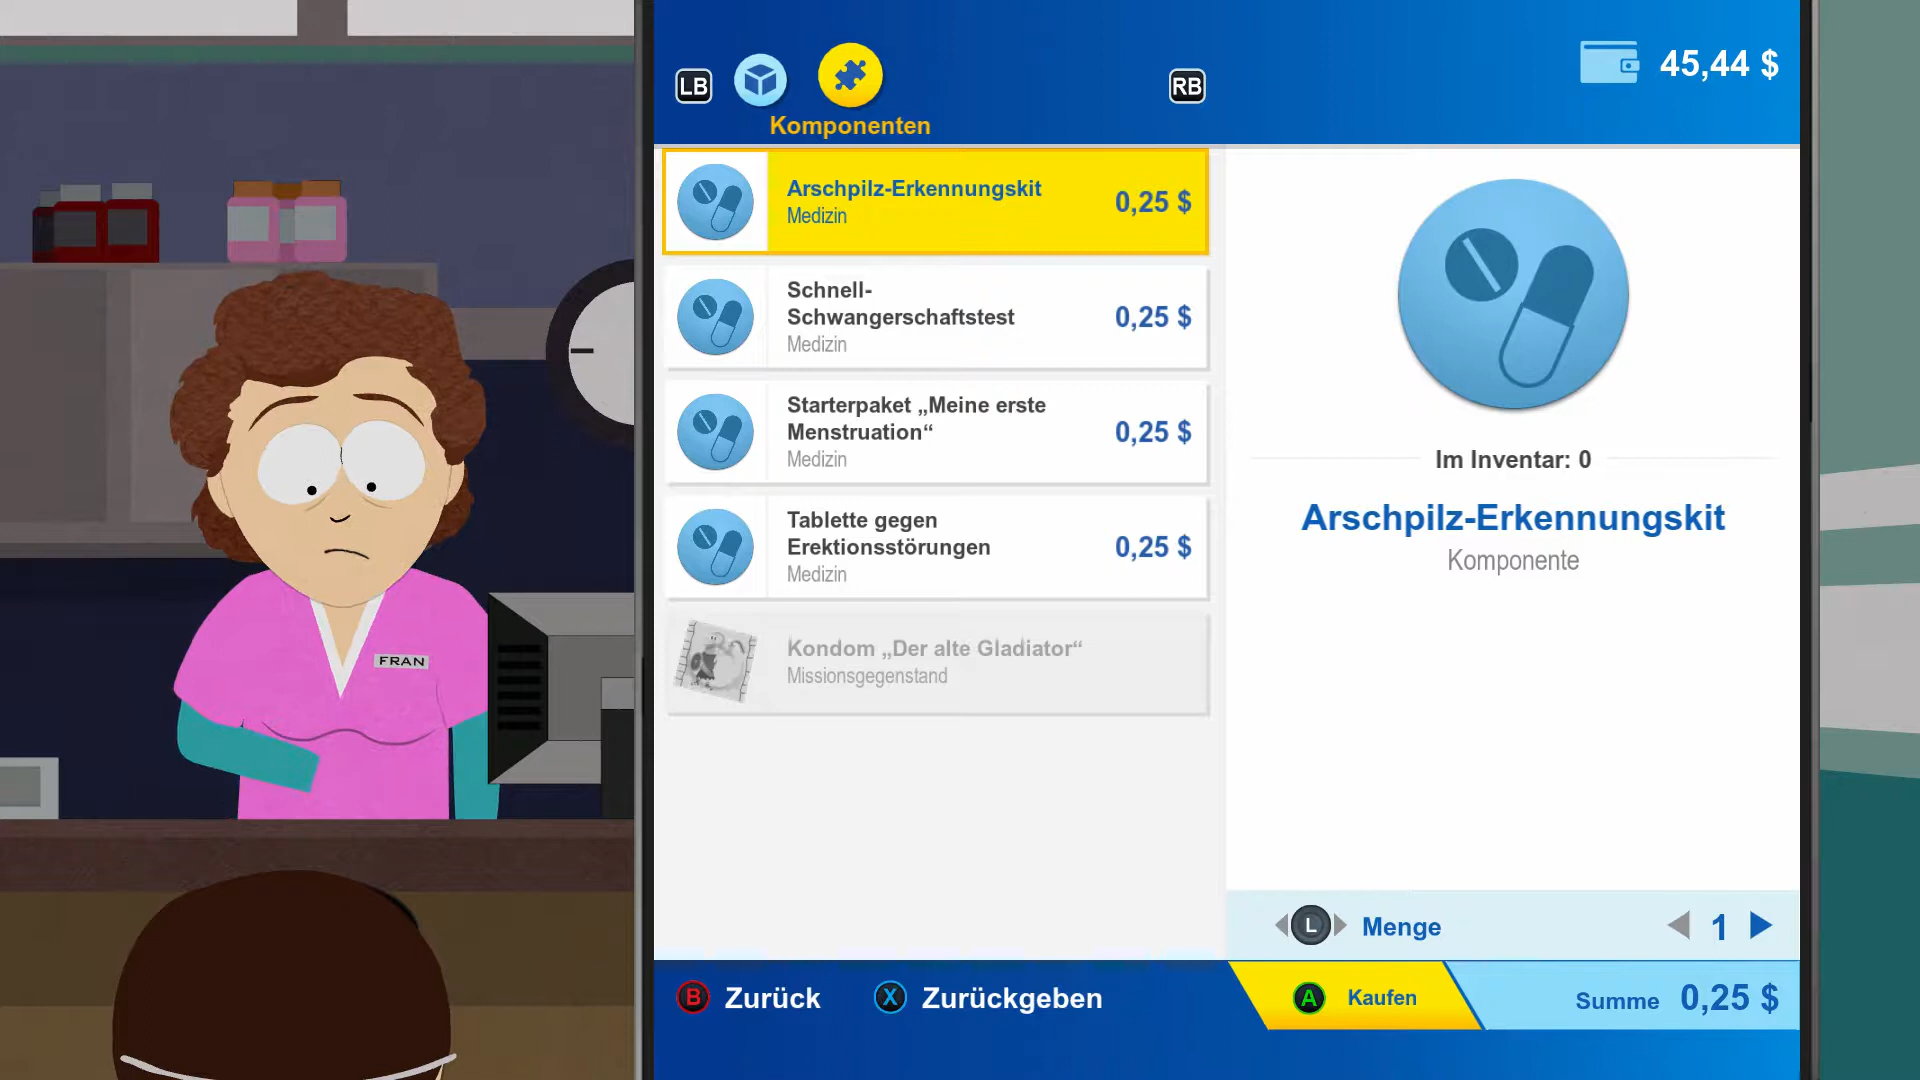 LB
RB
45,44 $
Komponenten
Arschpilz-Erkennungskit
Medizin
0,25 $
Schnell-
Schwangerschaftstest
Medizin
0,25 $
Starterpaket „Meine erste
Menstruation“
Medizin
0,25 $
Tablette gegen
Erektionsstörungen
Medizin
0,25 $
Kondom „Der alte Gladiator“
Missionsgegenstand
Im Inventar: 0
Arschpilz-Erkennungskit
Komponente
L Menge 1
B Zurück
X Zurückgeben
A Kaufen
Summe 0,25 $
FRAN